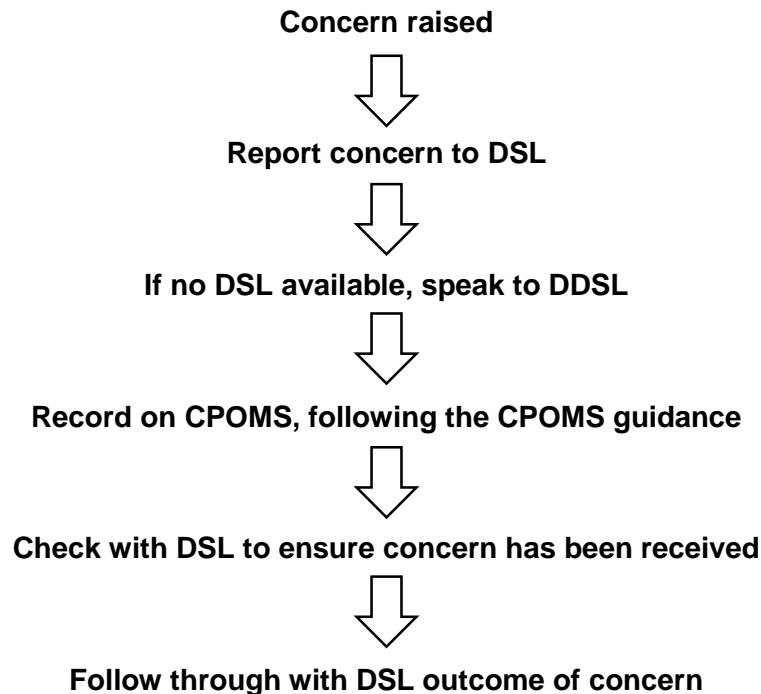 Concern raised
Report concern to DSL
If no DSL available, speak to DDSL
Record on CPOMS, following the CPOMS guidance
Check with DSL to ensure concern has been received
Follow through with DSL outcome of concern